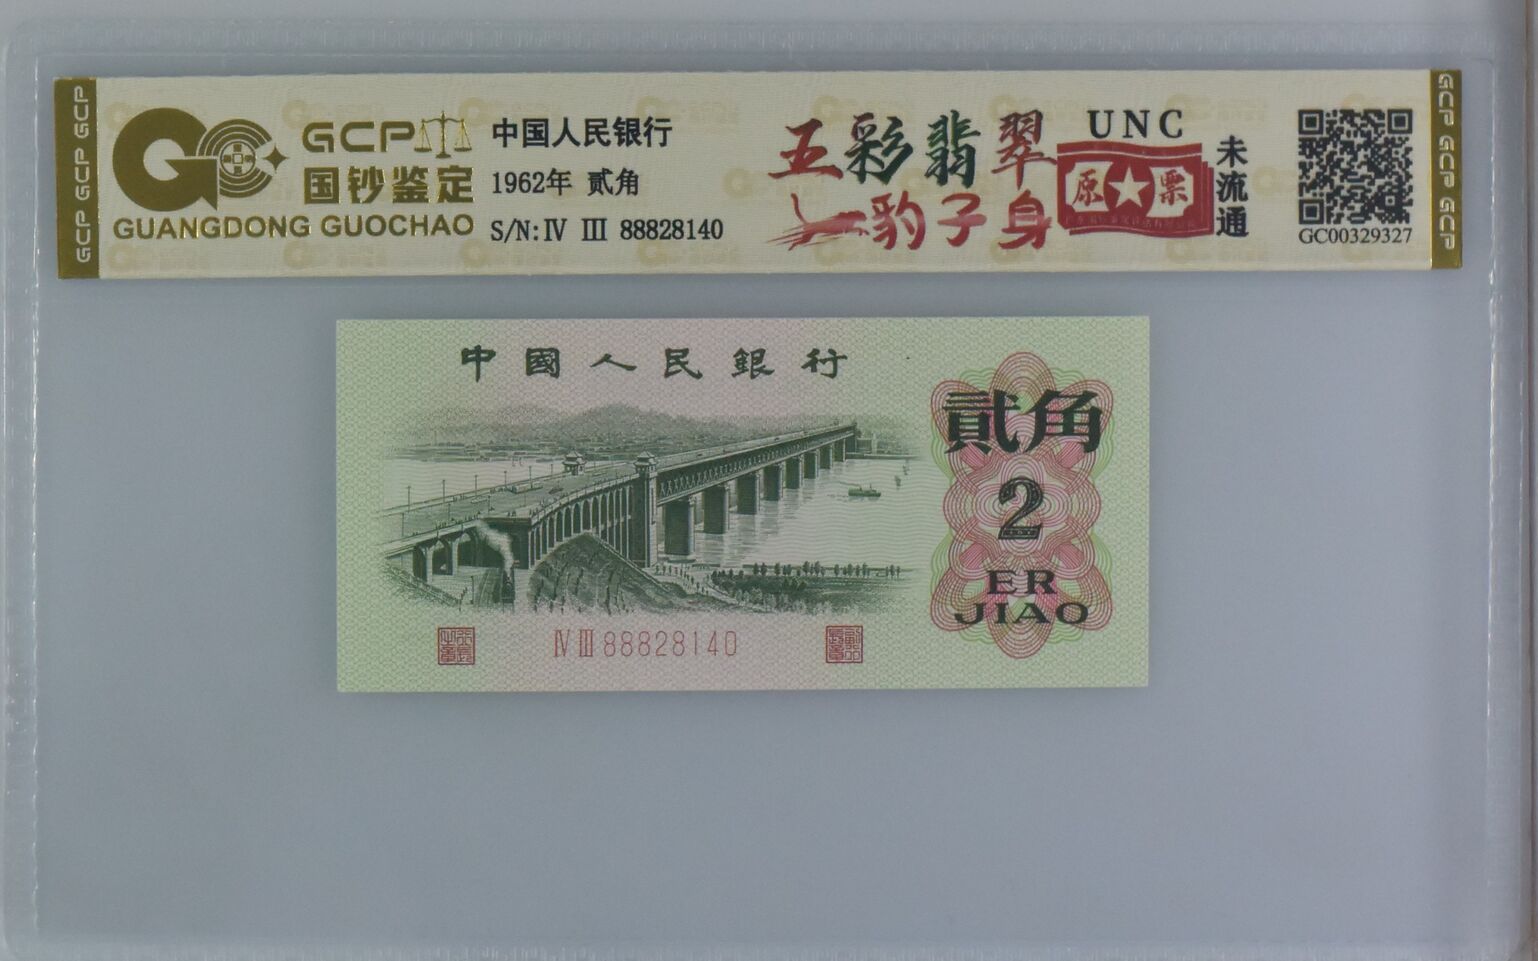 GCP GCP GCP
GCP
国钞鉴定
GUANGDONG GUOCHAO
中国人民银行
1962年 贰角
S/N:Ⅳ Ⅲ 88828140
五彩翡翠
豹子身
UNC
原票
未流通
GC00329327
GCP GCP GCP
中國人民銀行
貳角
2
ER
JIAO
Ⅳ Ⅲ 88828140